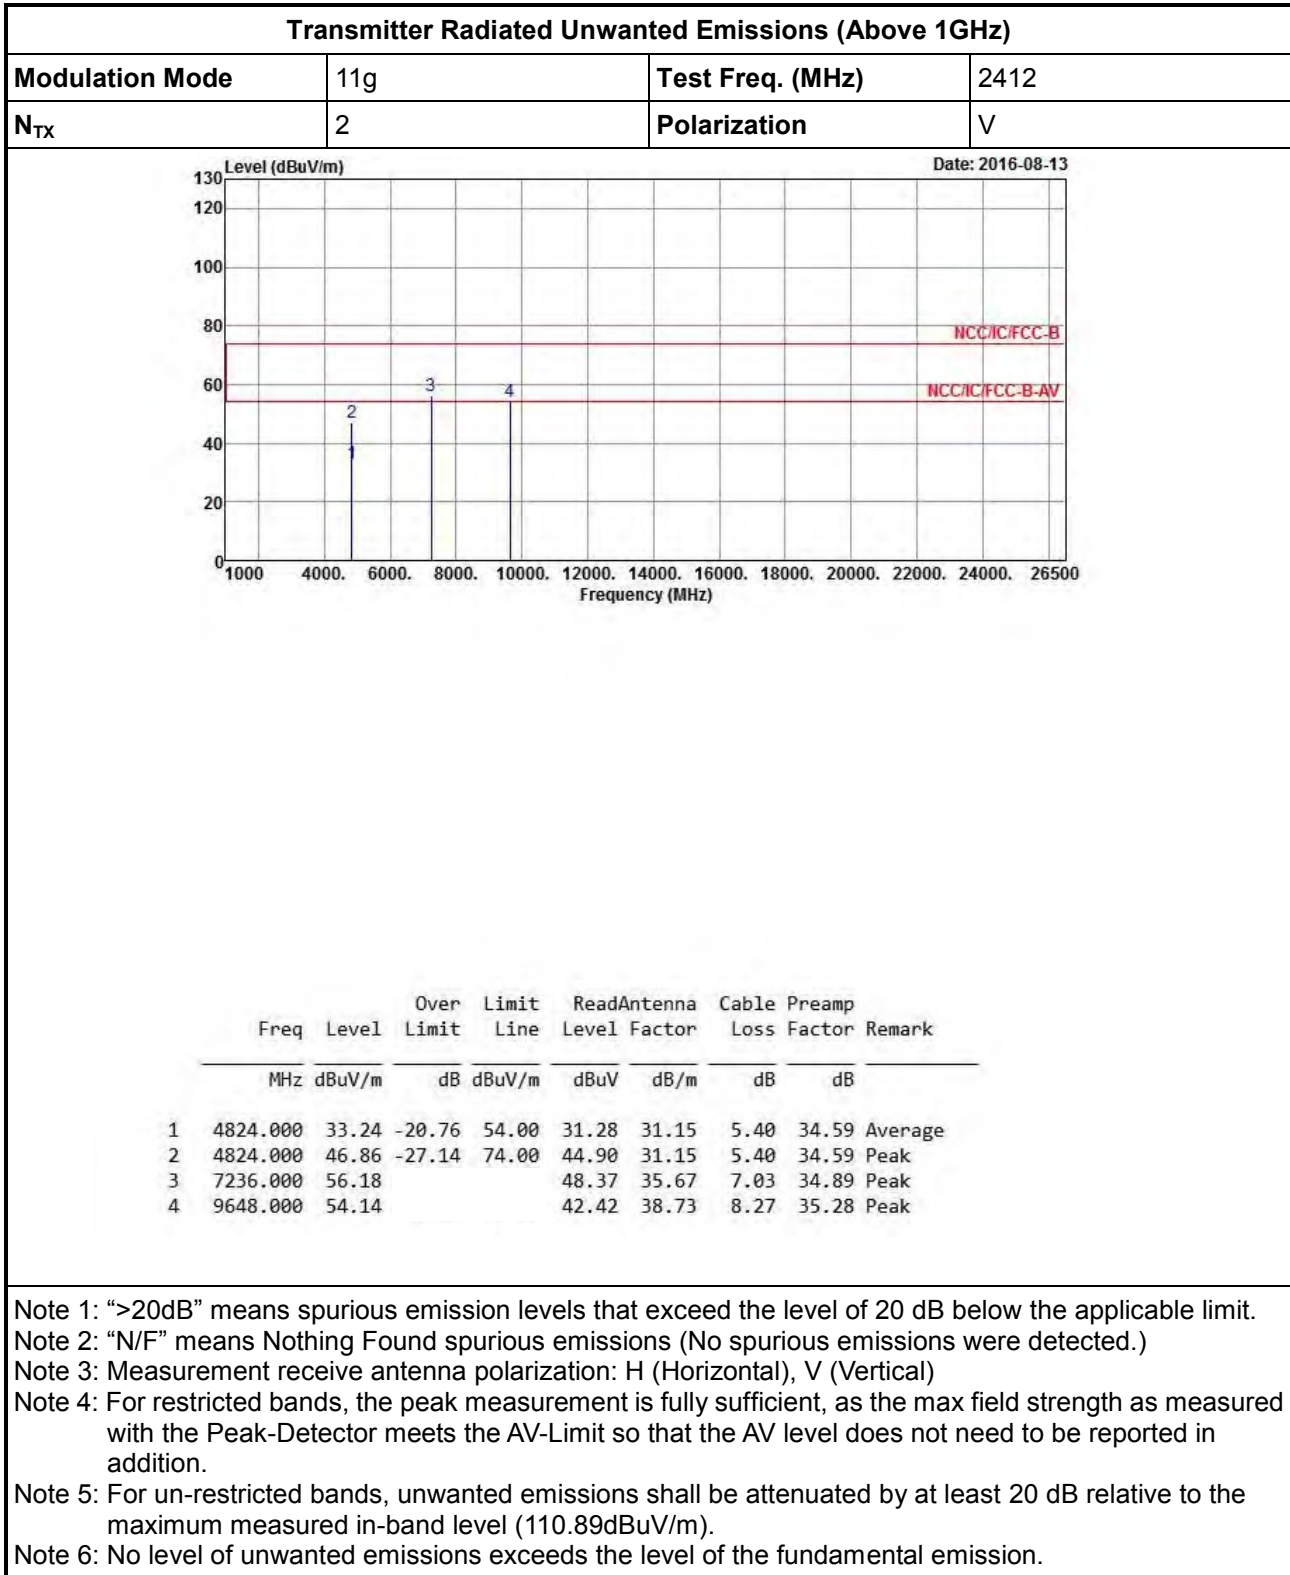 Transmitter Radiated Unwanted Emissions (Above 1GHz)
Modulation Mode 11g Test Freq. (MHz) 2412
NTX 2 Polarization V
Level (dBuV/m) Date: 2016-08-13
130
120
100
80
NCC/IC/FCC-B
60
3
4
NCC/IC/FCC-B-AV
2
40
1
20
0
1000 4000. 6000. 8000. 10000. 12000. 14000. 16000. 18000. 20000. 22000. 24000. 26500
Frequency (MHz)
Over Limit ReadAntenna Cable Preamp
Freq Level Limit Line Level Factor Loss Factor Remark
MHz dBuV/m dB dBuV/m dBuV dB/m dB dB
1 4824.000 33.24 -20.76 54.00 31.28 31.15 5.40 34.59 Average
2 4824.000 46.86 -27.14 74.00 44.90 31.15 5.40 34.59 Peak
3 7236.000 56.18 48.37 35.67 7.03 34.89 Peak
4 9648.000 54.14 42.42 38.73 8.27 35.28 Peak
Note 1: “>20dB” means spurious emission levels that exceed the level of 20 dB below the applicable limit.
Note 2: “N/F” means Nothing Found spurious emissions (No spurious emissions were detected.)
Note 3: Measurement receive antenna polarization: H (Horizontal), V (Vertical)
Note 4: For restricted bands, the peak measurement is fully sufficient, as the max field strength as measured
with the Peak-Detector meets the AV-Limit so that the AV level does not need to be reported in
addition.
Note 5: For un-restricted bands, unwanted emissions shall be attenuated by at least 20 dB relative to the
maximum measured in-band level (110.89dBuV/m).
Note 6: No level of unwanted emissions exceeds the level of the fundamental emission.